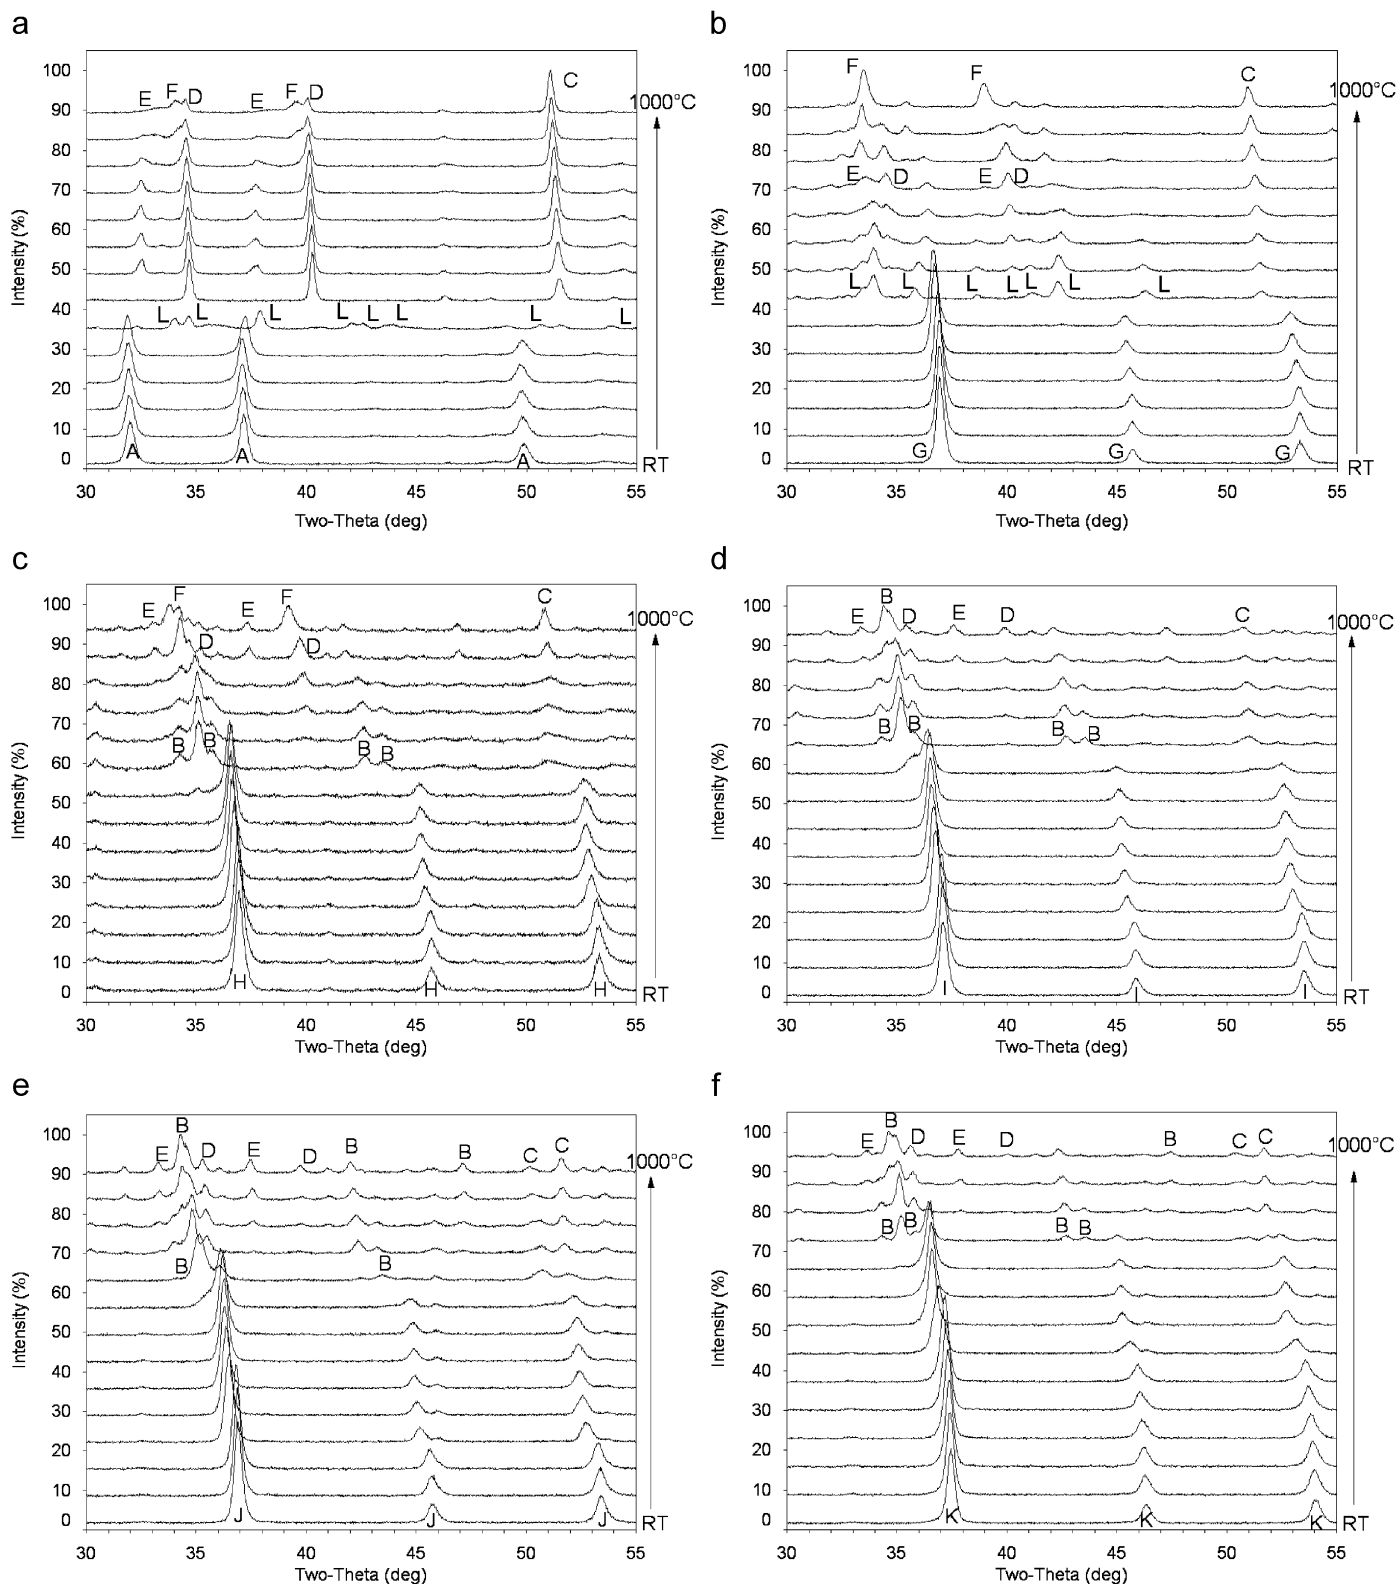 a
100
90
80
70
60
50
40
30
20
10
0
Intensity (%)
E F D E F D C
1000°C
L L L L L L L L
A A A
RT
30 35 40 45 50 55
Two-Theta (deg)
b
100
90
80
70
60
50
40
30
20
10
0
Intensity (%)
F F C
1000°C
E D E D
L L L L L L L
G G G
RT
30 35 40 45 50 55
Two-Theta (deg)
c
100
90
80
70
60
50
40
30
20
10
0
Intensity (%)
E F E F C
1000°C
D D
B B B B
H H H
RT
30 35 40 45 50 55
Two-Theta (deg)
d
100
90
80
70
60
50
40
30
20
10
0
Intensity (%)
E B D E D C
1000°C
B B B B
I I I
RT
30 35 40 45 50 55
Two-Theta (deg)
e
100
90
80
70
60
50
40
30
20
10
0
Intensity (%)
E B D E D B B C C
1000°C
B B
J J J
RT
30 35 40 45 50 55
Two-Theta (deg)
f
100
90
80
70
60
50
40
30
20
10
0
Intensity (%)
E B D E D B C C
1000°C
B B B B
K K K
RT
30 35 40 45 50 55
Two-Theta (deg)